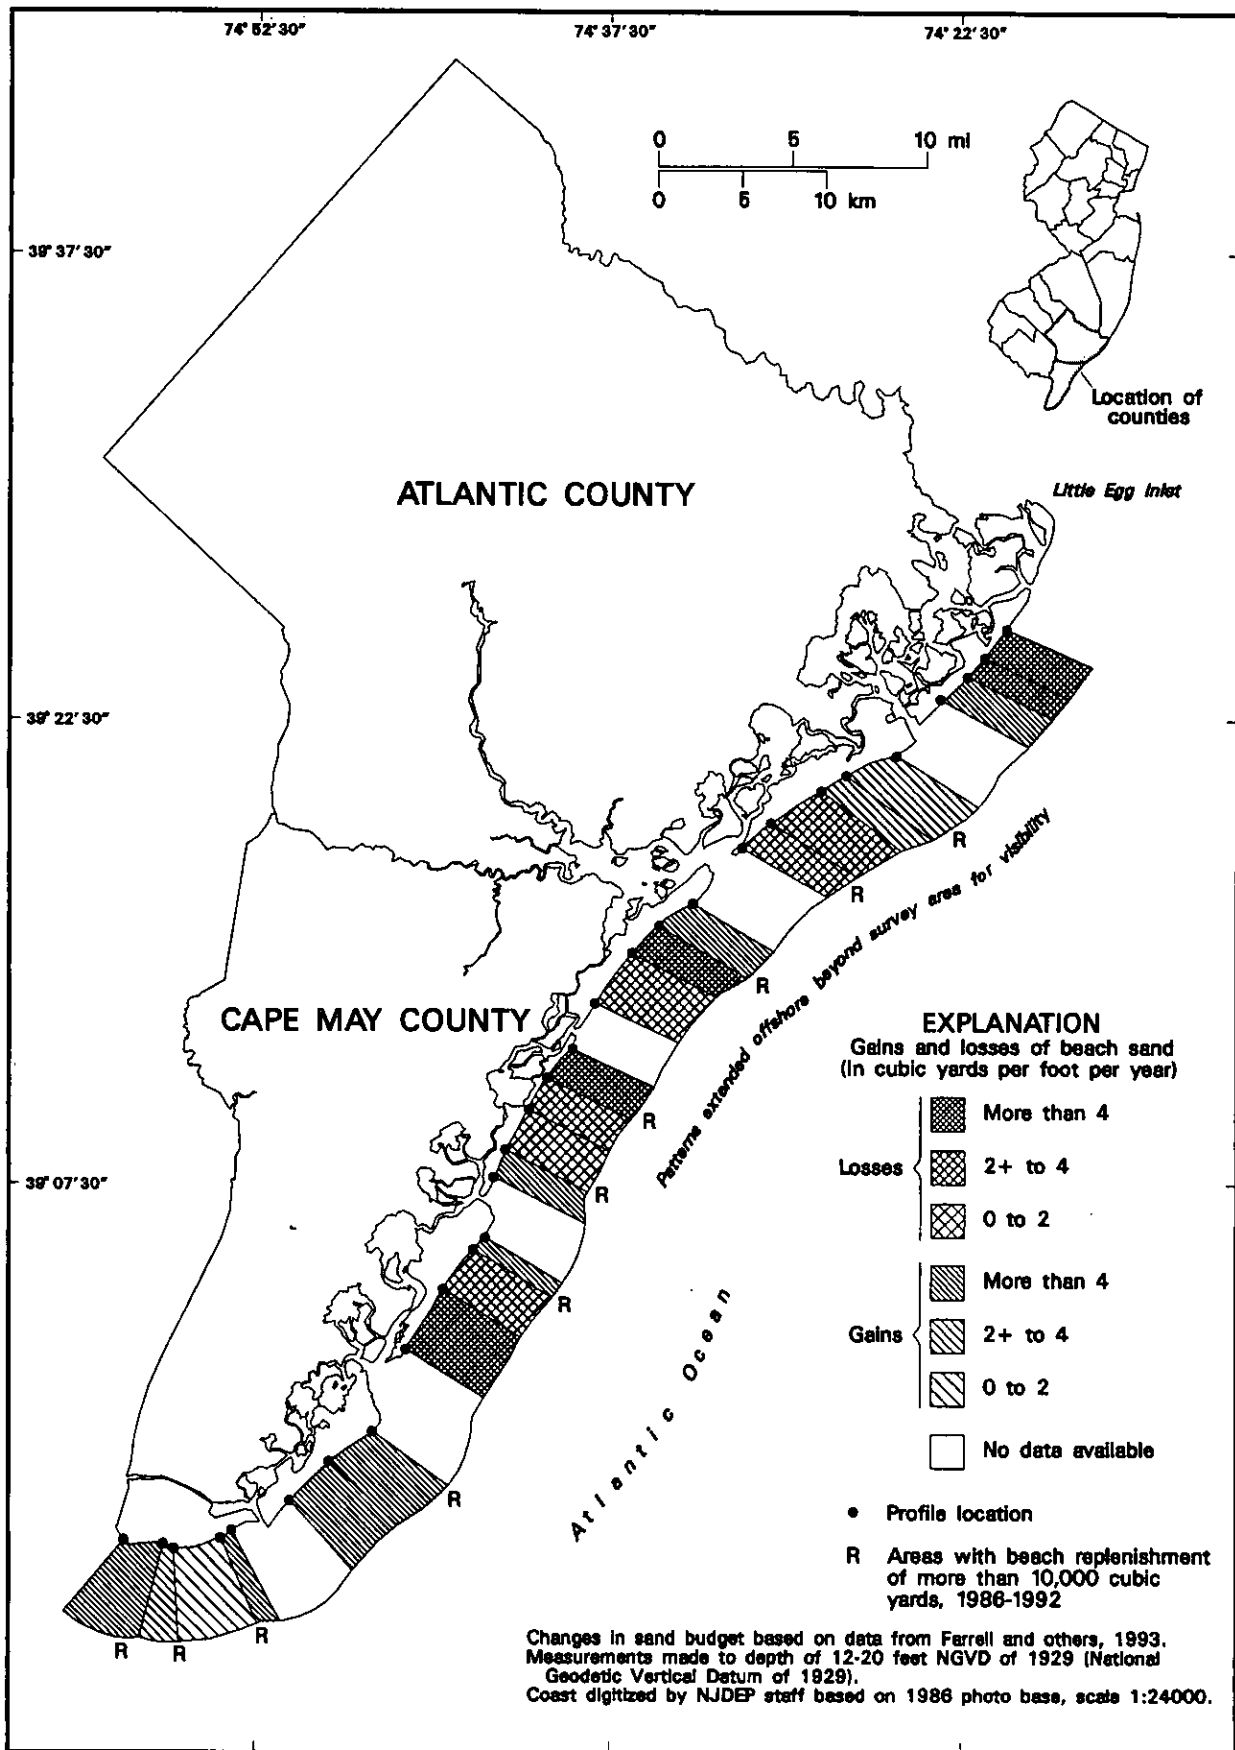 74° 52' 30"
74° 37' 30"
74° 22' 30"
0 5 10 mi
0 5 10 km
39° 37' 30"
Location of
counties
Little Egg Inlet
ATLANTIC COUNTY
39° 22' 30"
R
R
Patterns extended offshore beyond survey area for visibility
R
CAPE MAY COUNTY
EXPLANATION
Gains and losses of beach sand
(in cubic yards per foot per year)
Losses
More than 4
2+ to 4
0 to 2
Gains
More than 4
2+ to 4
0 to 2
No data available
R
39° 07' 30"
R
R
Atlantic Ocean
R
R
R
R
Profile location
R Areas with beach replenishment
of more than 10,000 cubic
yards, 1986-1992
Changes in sand budget based on data from Farrell and others, 1993.
Measurements made to depth of 12-20 feet NGVD of 1929 (National
Geodetic Vertical Datum of 1929).
Coast digitized by NJDEP staff based on 1986 photo base, scale 1:24000.